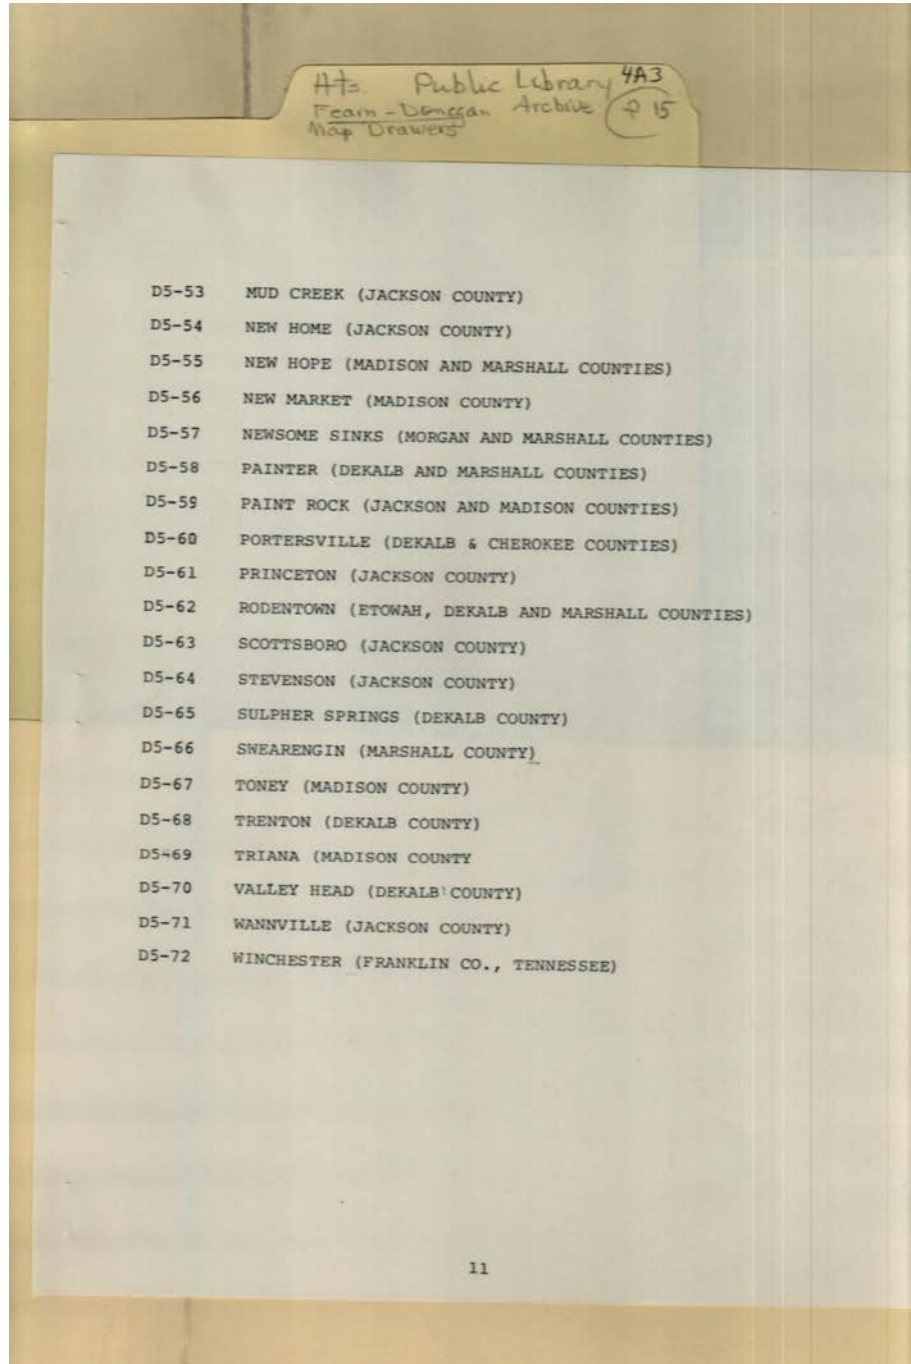 Hts. Public Library 4A3
Fearn-Donegan Archive P 15
Map Drawers
D5-53 MUD CREEK (JACKSON COUNTY)
D5-54 NEW HOME (JACKSON COUNTY)
D5-55 NEW HOPE (MADISON AND MARSHALL COUNTIES)
D5-56 NEW MARKET (MADISON COUNTY)
D5-57 NEWSOME SINKS (MORGAN AND MARSHALL COUNTIES)
D5-58 PAINTER (DEKALB AND MARSHALL COUNTIES)
D5-59 PAINT ROCK (JACKSON AND MADISON COUNTIES)
D5-60 PORTERSVILLE (DEKALB & CHEROKEE COUNTIES)
D5-61 PRINCETON (JACKSON COUNTY)
D5-62 RODENTOWN (ETOWAH, DEKALB AND MARSHALL COUNTIES)
D5-63 SCOTTSBORO (JACKSON COUNTY)
D5-64 STEVENSON (JACKSON COUNTY)
D5-65 SULPHER SPRINGS (DEKALB COUNTY)
D5-66 SWEARENGIN (MARSHALL COUNTY)
D5-67 TONEY (MADISON COUNTY)
D5-68 TRENTON (DEKALB COUNTY)
D5-69 TRIANA (MADISON COUNTY
D5-70 VALLEY HEAD (DEKALB COUNTY)
D5-71 WANNVILLE (JACKSON COUNTY)
D5-72 WINCHESTER (FRANKLIN CO., TENNESSEE)
11